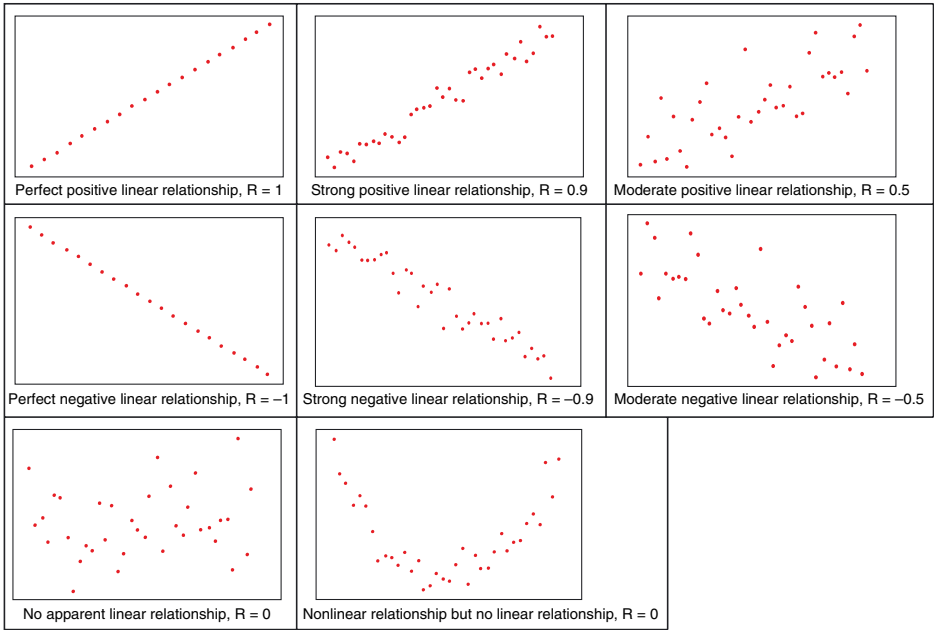 Perfect positive linear relationship, R = 1
Strong positive linear relationship, R = 0.9
Moderate positive linear relationship, R = 0.5
Perfect negative linear relationship, R = –1
Strong negative linear relationship, R = –0.9
Moderate negative linear relationship, R = –0.5
No apparent linear relationship, R = 0
Nonlinear relationship but no linear relationship, R = 0